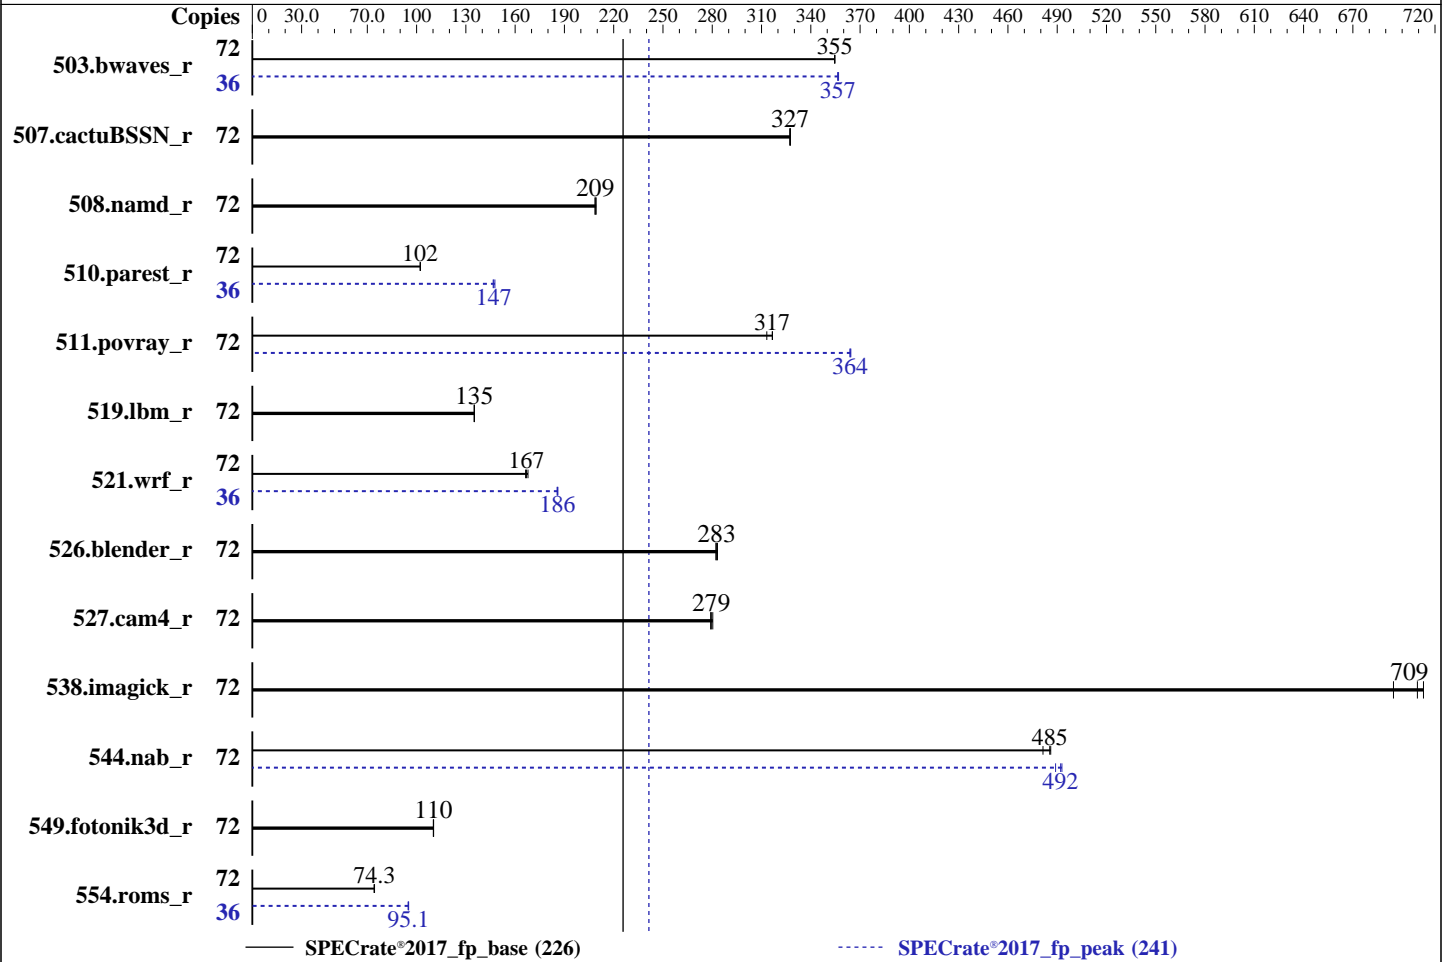 Copies 0 30.0 70.0 100 130 160 190 220 250 280 310 340 370 400 430 460 490 520 550 580 610 640 670 720
503.bwaves_r 72 355
36 357
507.cactuBSSN_r 72 327
508.namd_r 72 209
510.parest_r 72 102
36 147
511.povray_r 72 317
364
519.lbm_r 72 135
521.wrf_r 72 167
36 186
526.blender_r 72 283
527.cam4_r 72 279
538.imagick_r 72 709
544.nab_r 72 485
492
549.fotonik3d_r 72 110
554.roms_r 72 74.3
36 95.1
SPECrate®2017_fp_base (226) SPECrate®2017_fp_peak (241)